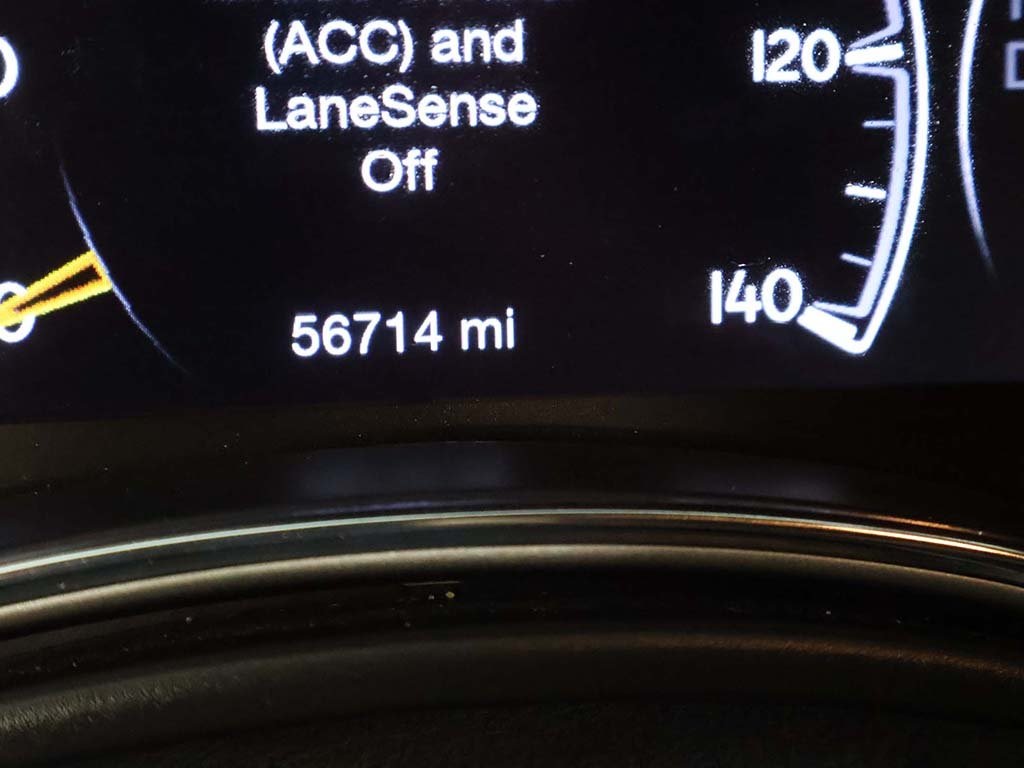 (ACC) and
LaneSense
Off
120
140
56714 mi